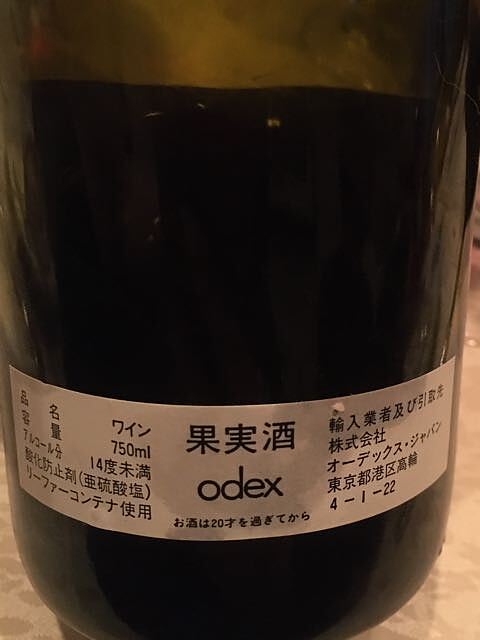 品名 ワイン
容量 750ml
アルコール分 14度未満
酸化防止剤(亜硫酸塩)
リーファーコンテナ使用
果実酒
odex
お酒は20才を過ぎてから
輸入業者及び引取先
株式会社
オーデックス・ジャパン
東京都港区高輪
4-1-22